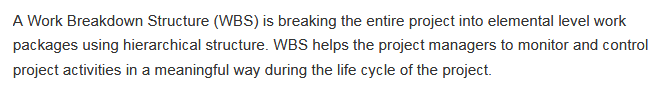 A Work Breakdown Structure (WBS) is breaking the entire project into elemental level work
packages using hierarchical structure. WBS helps the project managers to monitor and control
project activities in a meaningful way during the life cycle of the project.